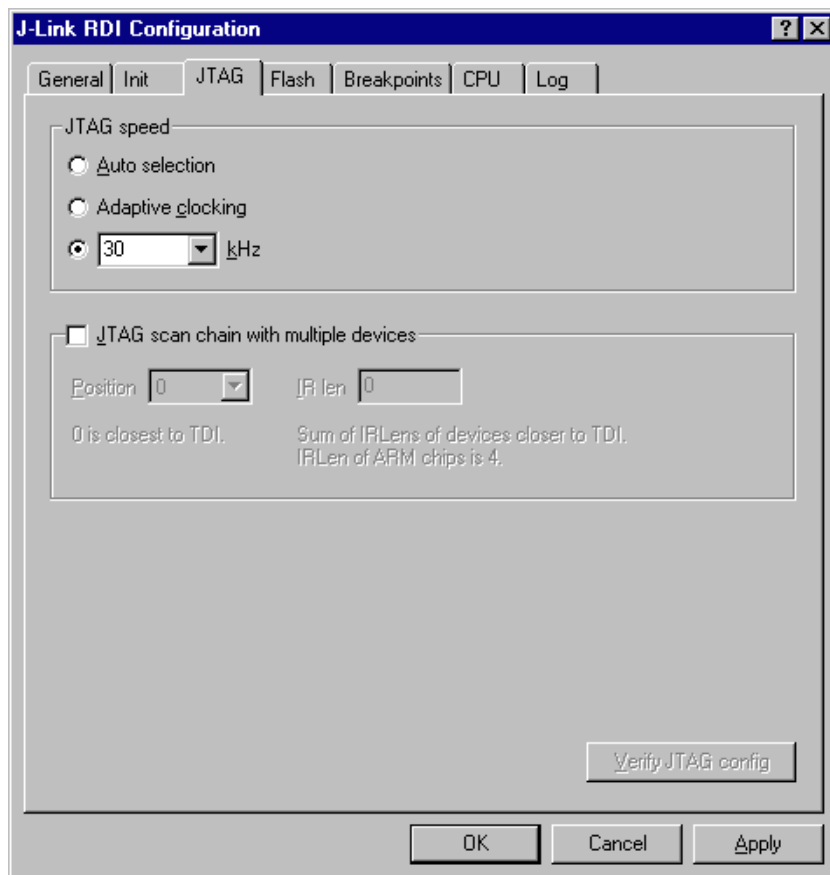 J-Link RDI Configuration
General Init JTAG Flash Breakpoints CPU Log
JTAG speed
Auto selection
Adaptive clocking
30 kHz
JTAG scan chain with multiple devices
Position 0 IR len 0
0 is closest to TDI. Sum of IRLens of devices closer to TDI.
IRLen of ARM chips is 4.
Verify JTAG config
OK Cancel Apply